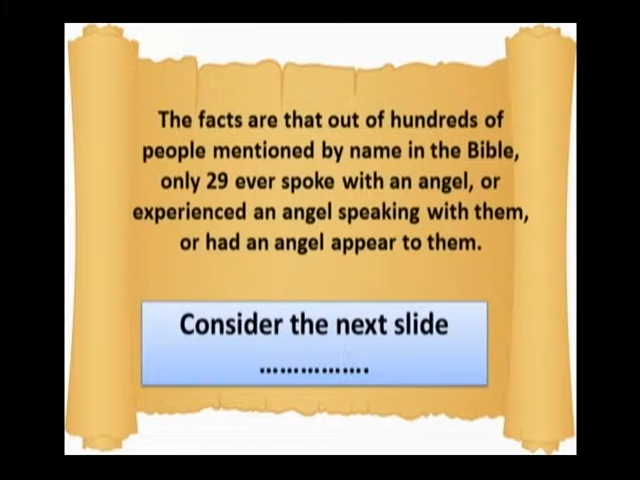 The facts are that out of hundreds of
people mentioned by name in the Bible,
only 29 ever spoke with an angel, or
experienced an angel speaking with them,
or had an angel appear to them.
Consider the next slide
…………….